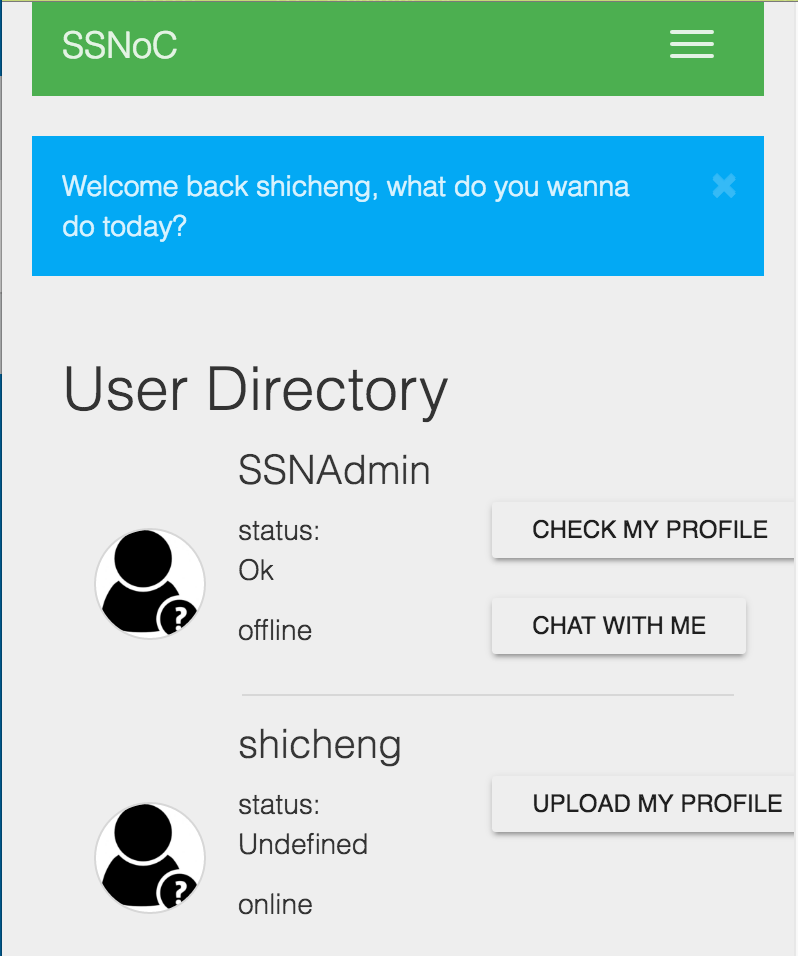 SSNoC
Welcome back shicheng, what do you wanna
do today?
User Directory
SSNAdmin
status:
Ok
offline
CHECK MY PROFILE
CHAT WITH ME
?
shicheng
status:
Undefined
online
UPLOAD MY PROFILE
?